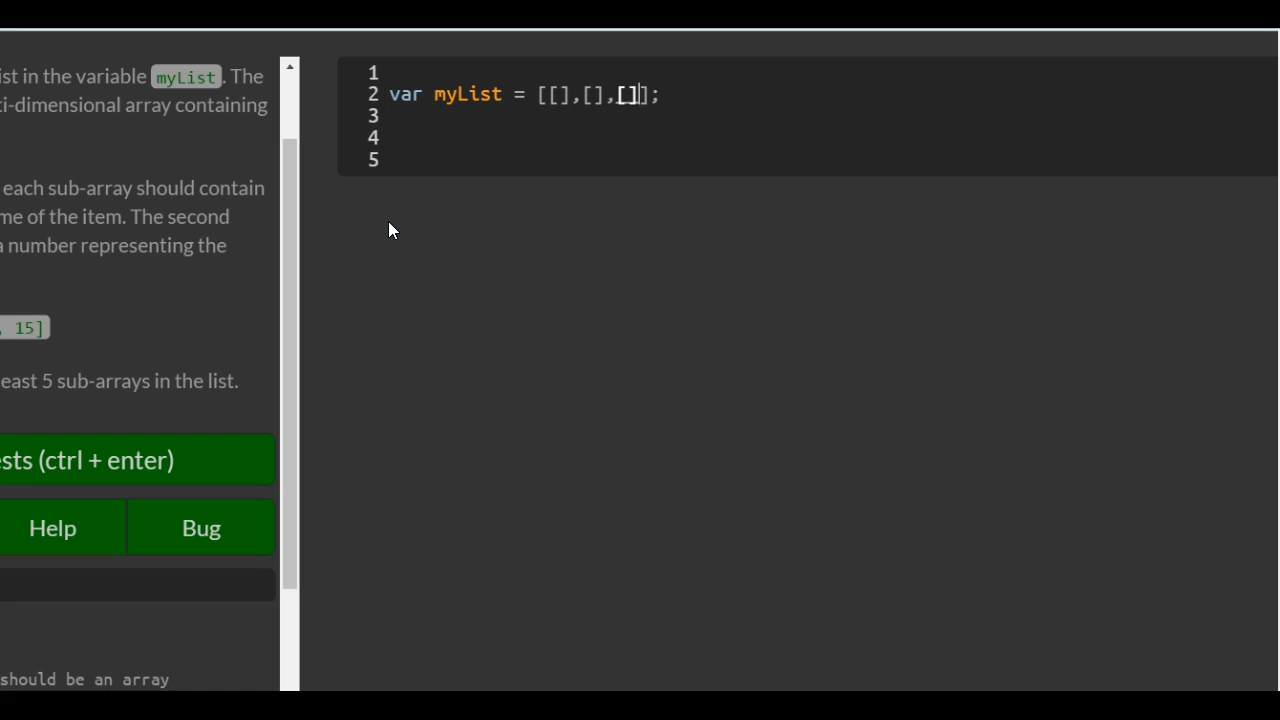 ist in the variable myList. The
ti-dimensional array containing
each sub-array should contain
me of the item. The second
a number representing the
, 15]
east 5 sub-arrays in the list.
ests (ctrl + enter)
Help Bug
should be an array
1
2 var myList = [[],[],[]];
3
4
5